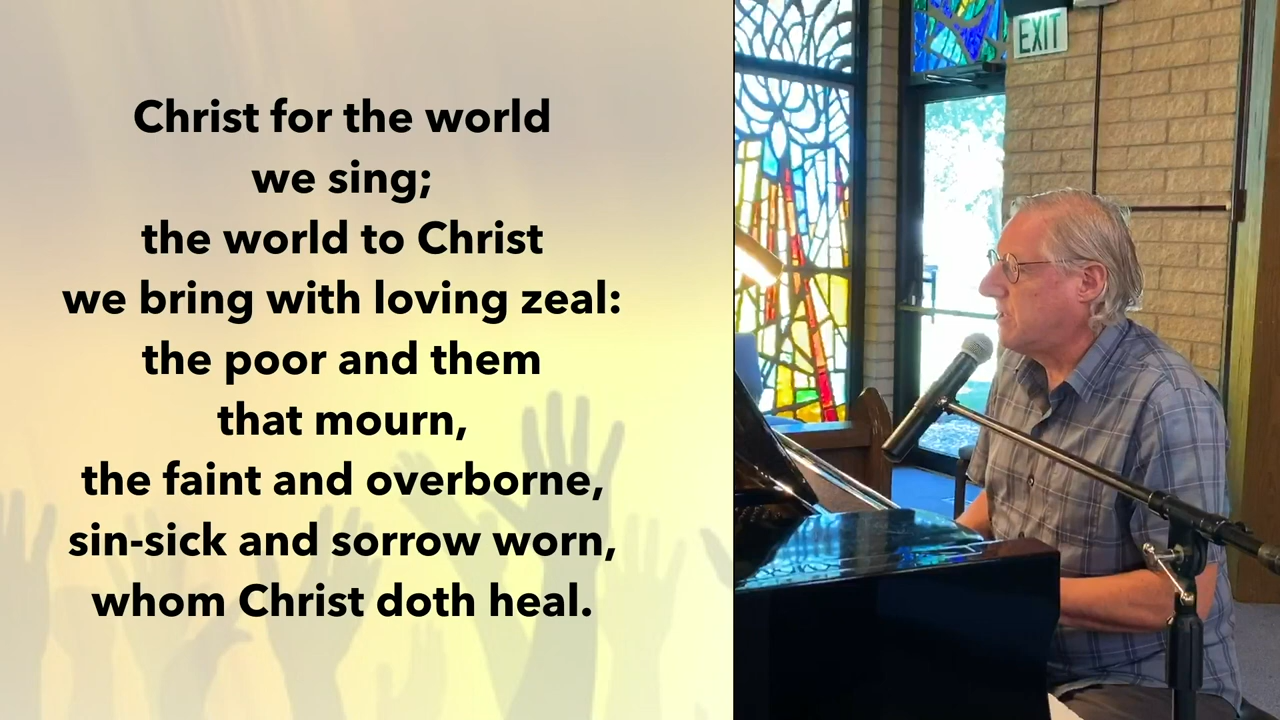 Christ for the world
we sing;
the world to Christ
we bring with loving zeal:
the poor and them
that mourn,
the faint and overborne,
sin-sick and sorrow worn,
whom Christ doth heal.
EXIT